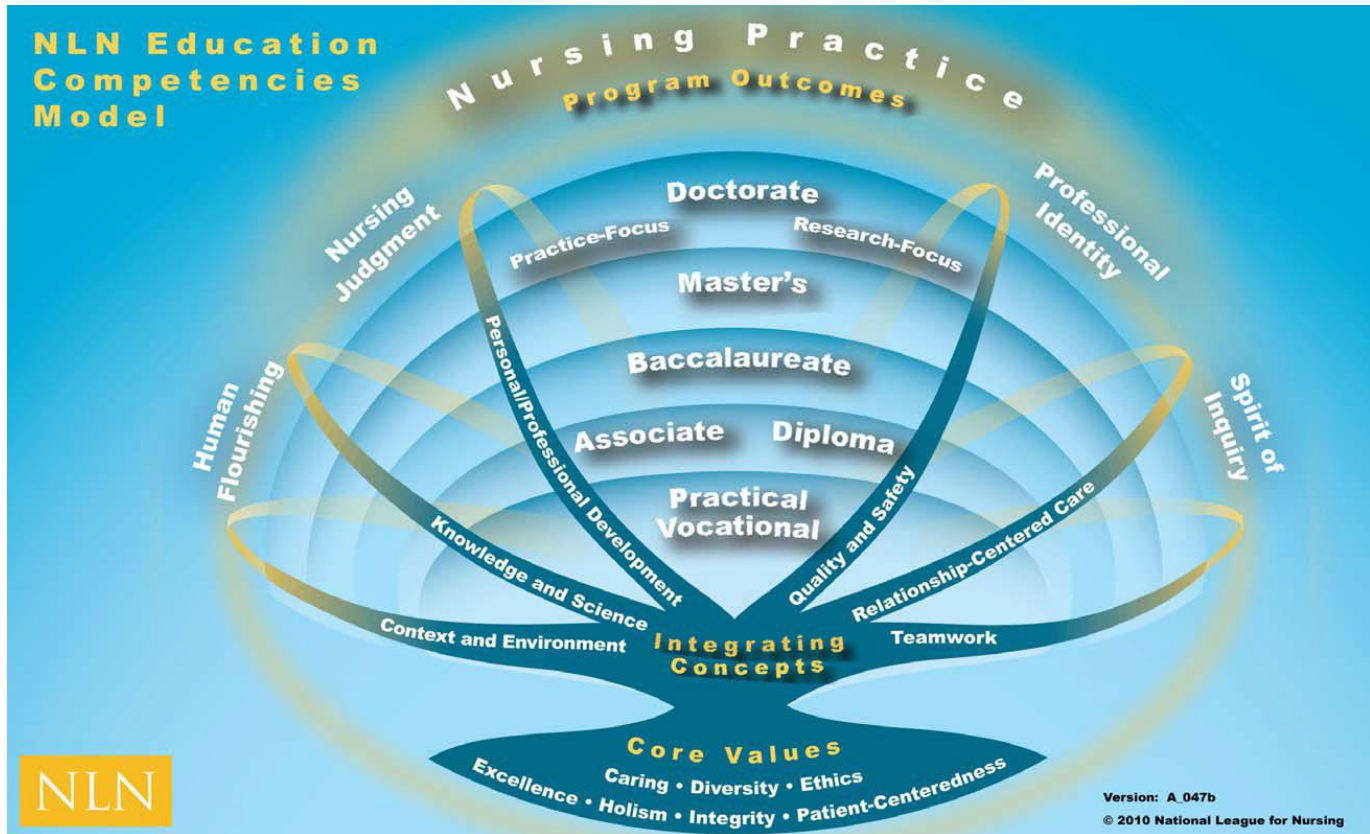 NLN Education
Competencies
Model
Nursing Practice
Program Outcomes
Human
Flourishing
Nursing
Judgment
Professional
Identity
Spirit of
Inquiry
Doctorate
Practice-Focus
Research-Focus
Master's
Baccalaureate
Associate
Diploma
Practical
Vocational
Context and Environment
Knowledge and Science
Personal/Professional Development
Quality and Safety
Relationship-Centered Care
Teamwork
Integrating
Concepts
Core Values
Caring • Diversity • Ethics
Excellence • Holism • Integrity • Patient-Centeredness
NLN
Version: A_047b
© 2010 National League for Nursing